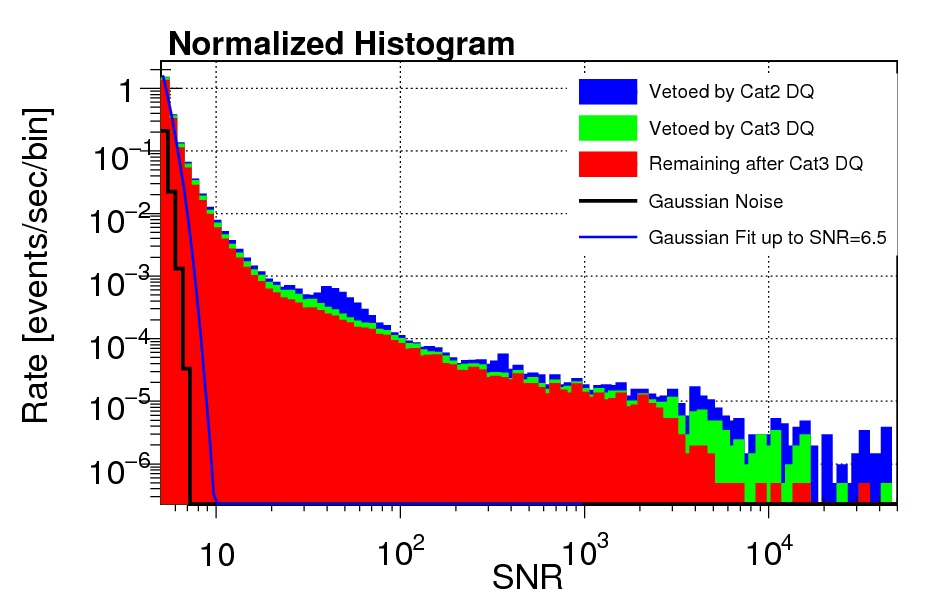 Normalized Histogram
Rate [events/sec/bin]
1
10⁻¹
10⁻²
10⁻³
10⁻⁴
10⁻⁵
10⁻⁶
Vetoed by Cat2 DQ
Vetoed by Cat3 DQ
Remaining after Cat3 DQ
Gaussian Noise
Gaussian Fit up to SNR=6.5
10 10² 10³ 10⁴
SNR